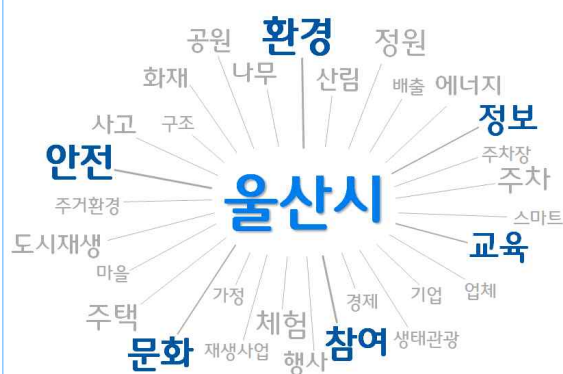 공원
환경
정원
화재
나무
산림
배출
에너지
사고
구조
정보
안전
주차장
주차
주거환경
울산시
스마트
도시재생
교육
마을
가정
경제
기업
업체
주택
체험
문화
재생사업
행사
참여
생태관광